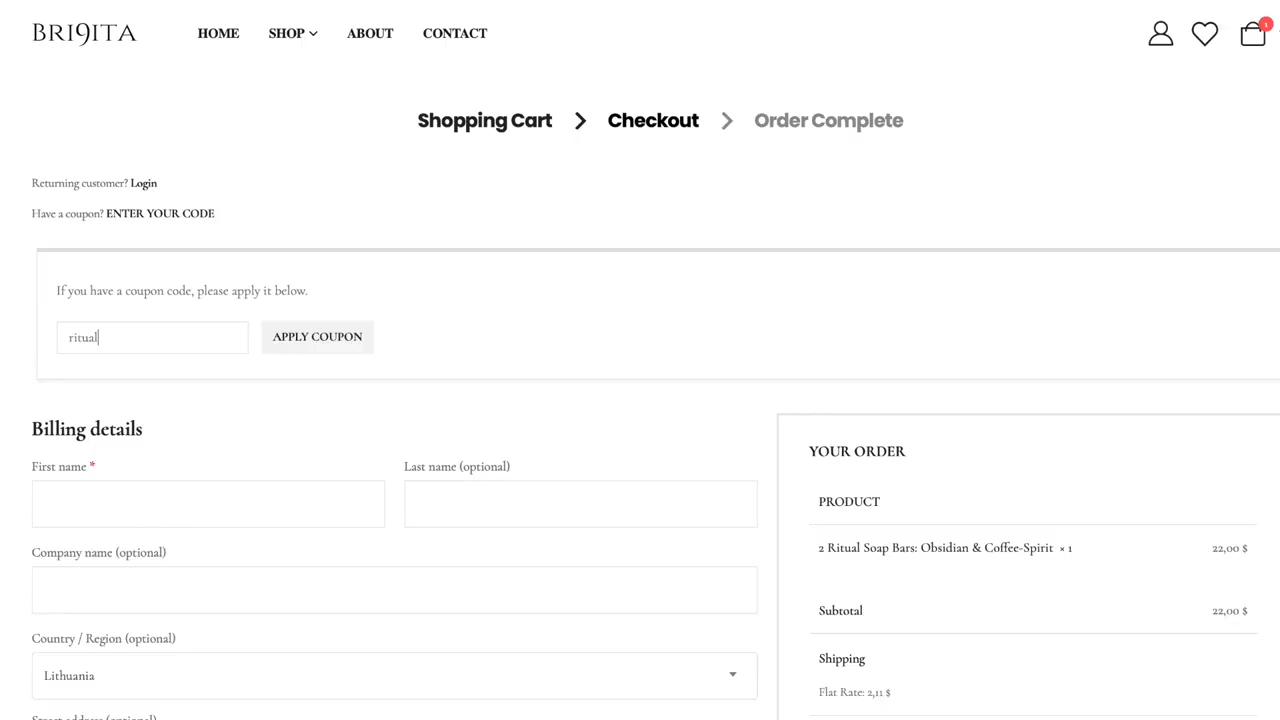 BRI9ITA
HOME SHOP ABOUT CONTACT
1
Shopping Cart Checkout Order Complete
Returning customer? Login
Have a coupon? ENTER YOUR CODE
If you have a coupon code, please apply it below.
ritual APPLY COUPON
Billing details
First name *
Last name (optional)
Company name (optional)
Country / Region (optional)
Lithuania
Street address (optional)
YOUR ORDER
PRODUCT
2 Ritual Soap Bars: Obsidian & Coffee-Spirit × 1 22,00 $
Subtotal 22,00 $
Shipping
Flat Rate: 2,11 $